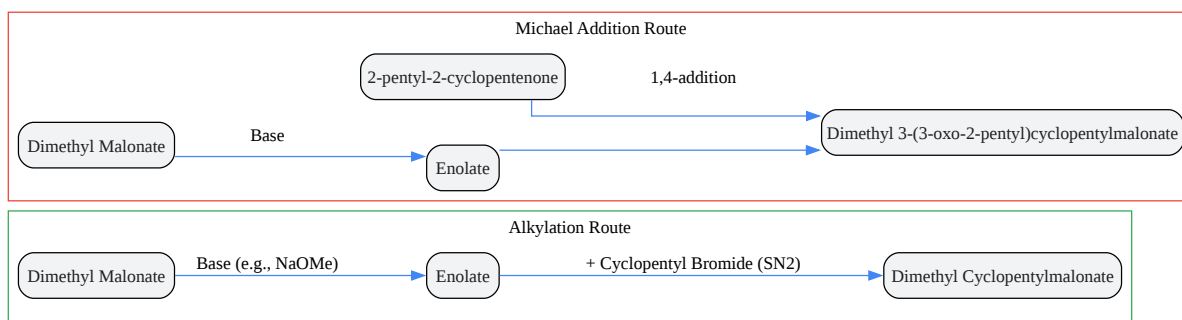 Michael Addition Route
2-pentyl-2-cyclopentenone
1,4-addition
Dimethyl Malonate
Base
Enolate
Dimethyl 3-(3-oxo-2-pentyl)cyclopentylmalonate
Alkylation Route
Dimethyl Malonate
Base (e.g., NaOMe)
Enolate
+ Cyclopentyl Bromide (SN2)
Dimethyl Cyclopentylmalonate